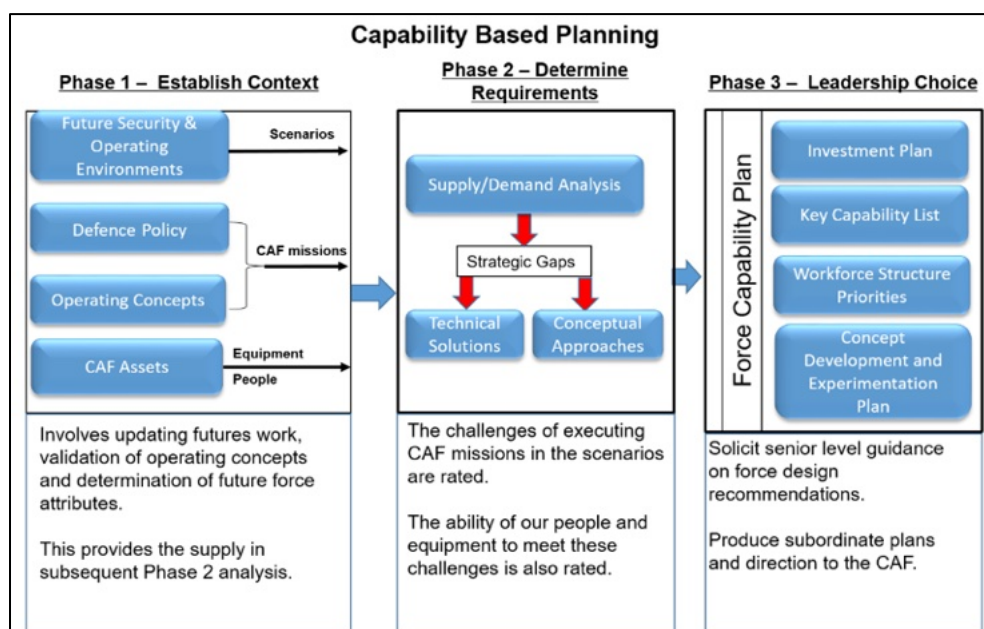 Capability Based Planning
Phase 1 – Establish Context
Future Security &
Operating
Environments
Scenarios
Defence Policy
CAF missions
Operating Concepts
CAF Assets
Equipment
People
Involves updating futures work,
validation of operating concepts
and determination of future force
attributes.
This provides the supply in
subsequent Phase 2 analysis.
Phase 2 – Determine
Requirements
Supply/Demand Analysis
Strategic Gaps
Technical
Solutions
Conceptual
Approaches
The challenges of executing
CAF missions in the scenarios
are rated.
The ability of our people and
equipment to meet these
challenges is also rated.
Phase 3 – Leadership Choice
Force Capability Plan
Investment Plan
Key Capability List
Workforce Structure
Priorities
Concept
Development and
Experimentation
Plan
Solicit senior level guidance
on force design
recommendations.
Produce subordinate plans
and direction to the CAF.